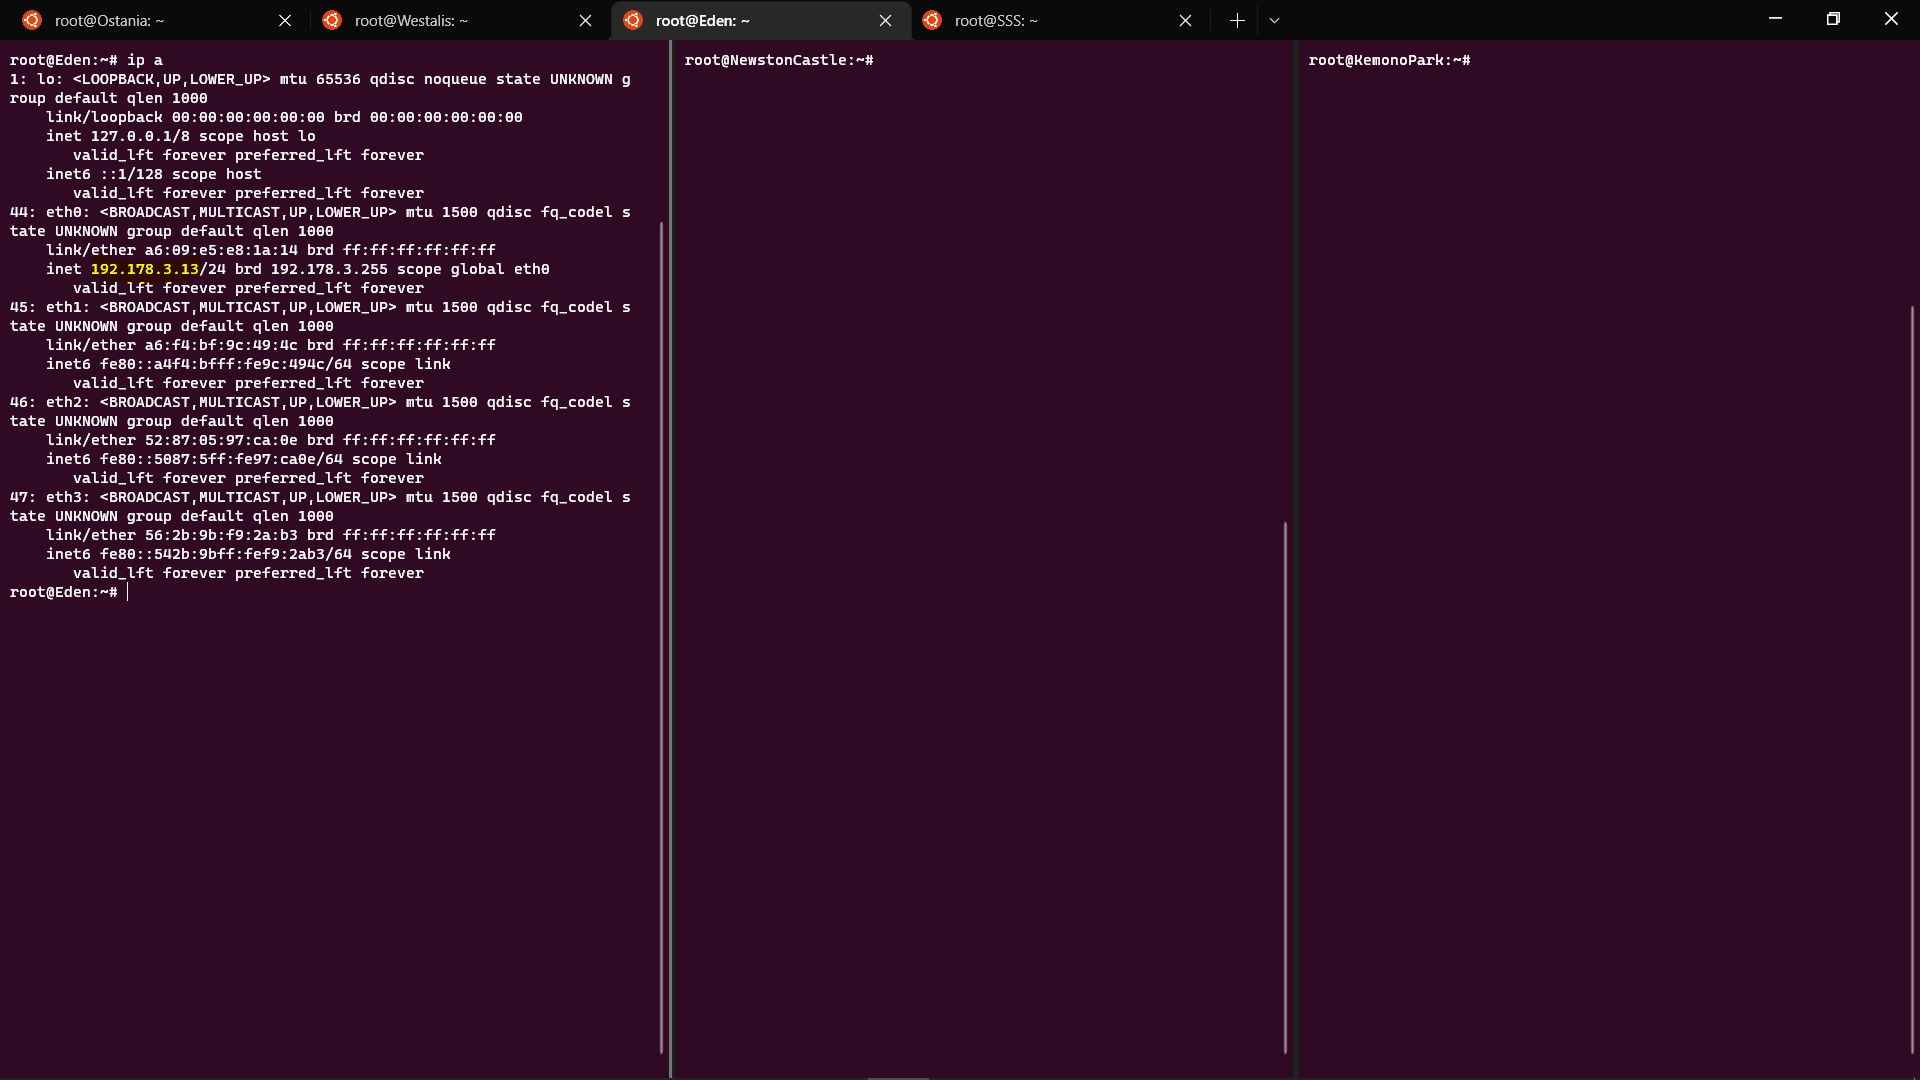 root@Ostania: ~
root@Westalis: ~
root@Eden: ~
root@SSS: ~
root@Eden:~# ip a
1: lo: <LOOPBACK,UP,LOWER_UP> mtu 65536 qdisc noqueue state UNKNOWN g
roup default qlen 1000
    link/loopback 00:00:00:00:00:00 brd 00:00:00:00:00:00
    inet 127.0.0.1/8 scope host lo
       valid_lft forever preferred_lft forever
    inet6 ::1/128 scope host
       valid_lft forever preferred_lft forever
44: eth0: <BROADCAST,MULTICAST,UP,LOWER_UP> mtu 1500 qdisc fq_codel s
tate UNKNOWN group default qlen 1000
    link/ether a6:09:e5:e8:1a:14 brd ff:ff:ff:ff:ff:ff
    inet 192.178.3.13/24 brd 192.178.3.255 scope global eth0
       valid_lft forever preferred_lft forever
45: eth1: <BROADCAST,MULTICAST,UP,LOWER_UP> mtu 1500 qdisc fq_codel s
tate UNKNOWN group default qlen 1000
    link/ether a6:f4:bf:9c:49:4c brd ff:ff:ff:ff:ff:ff
    inet6 fe80::a4f4:bfff:fe9c:494c/64 scope link
       valid_lft forever preferred_lft forever
46: eth2: <BROADCAST,MULTICAST,UP,LOWER_UP> mtu 1500 qdisc fq_codel s
tate UNKNOWN group default qlen 1000
    link/ether 52:87:05:97:ca:0e brd ff:ff:ff:ff:ff:ff
    inet6 fe80::5087:5ff:fe97:ca0e/64 scope link
       valid_lft forever preferred_lft forever
47: eth3: <BROADCAST,MULTICAST,UP,LOWER_UP> mtu 1500 qdisc fq_codel s
tate UNKNOWN group default qlen 1000
    link/ether 56:2b:9b:f9:2a:b3 brd ff:ff:ff:ff:ff:ff
    inet6 fe80::542b:9bff:fef9:2ab3/64 scope link
       valid_lft forever preferred_lft forever
root@Eden:~#
root@NewstonCastle:~#
root@KemonoPark:~#